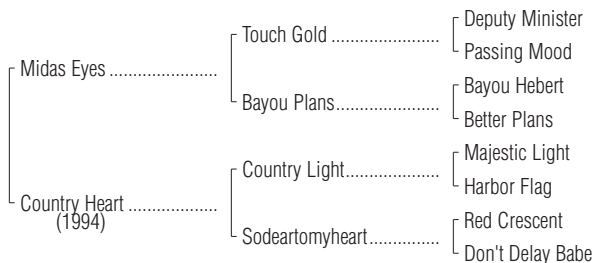 Deputy Minister
Touch Gold ......................
Passing Mood
Midas Eyes ......................
Bayou Hebert
Bayou Plans.....................
Better Plans
Majestic Light
Country Light...................
Harbor Flag
Country Heart ..................
(1994)
Red Crescent
Sodeartomyheart..............
Don't Delay Babe